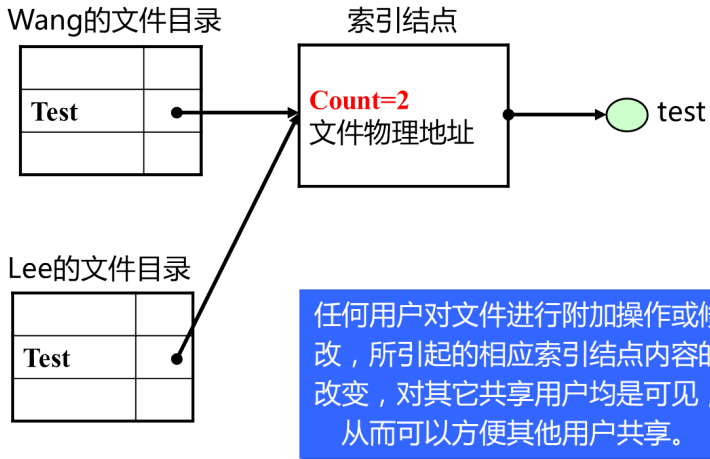 Wang的文件目录
索引结点
Test
Count=2
文件物理地址
test
Lee的文件目录
Test
任何用户对文件进行附加操作或修
改，所引起的相应索引结点内容的
改变，对其它共享用户均是可见，
从而可以方便其他用户共享。